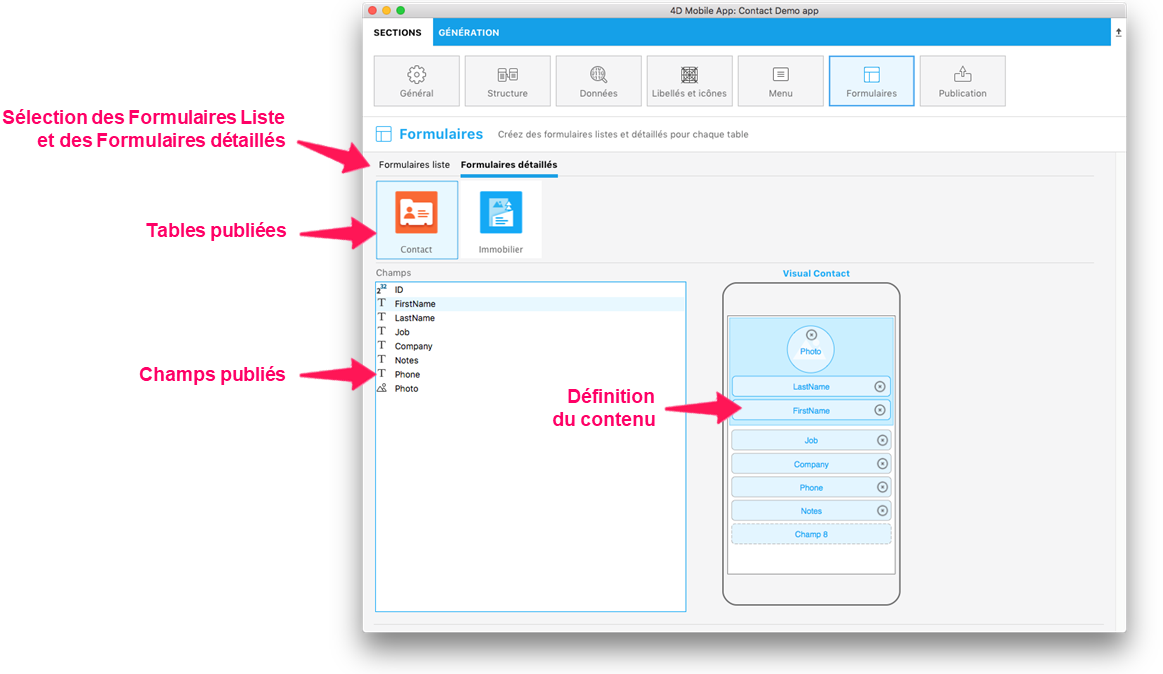 4D Mobile App: Contact Demo app
SECTIONS
GÉNÉRATION
Général
Structure
Données
Libellés et icônes
Menu
Formulaires
Publication
Formulaires
Créez des formulaires listes et détaillés pour chaque table
Sélection des Formulaires Liste
et des Formulaires détaillés
Formulaires liste
Formulaires détaillés
Tables publiées
Contact
Immobilier
Champs
Visual Contact
2³² ID
T FirstName
T LastName
T Job
T Company
T Notes
T Phone
Photo
Champs publiés
Définition
du contenu
Photo
LastName
FirstName
Job
Company
Phone
Notes
Champ 8